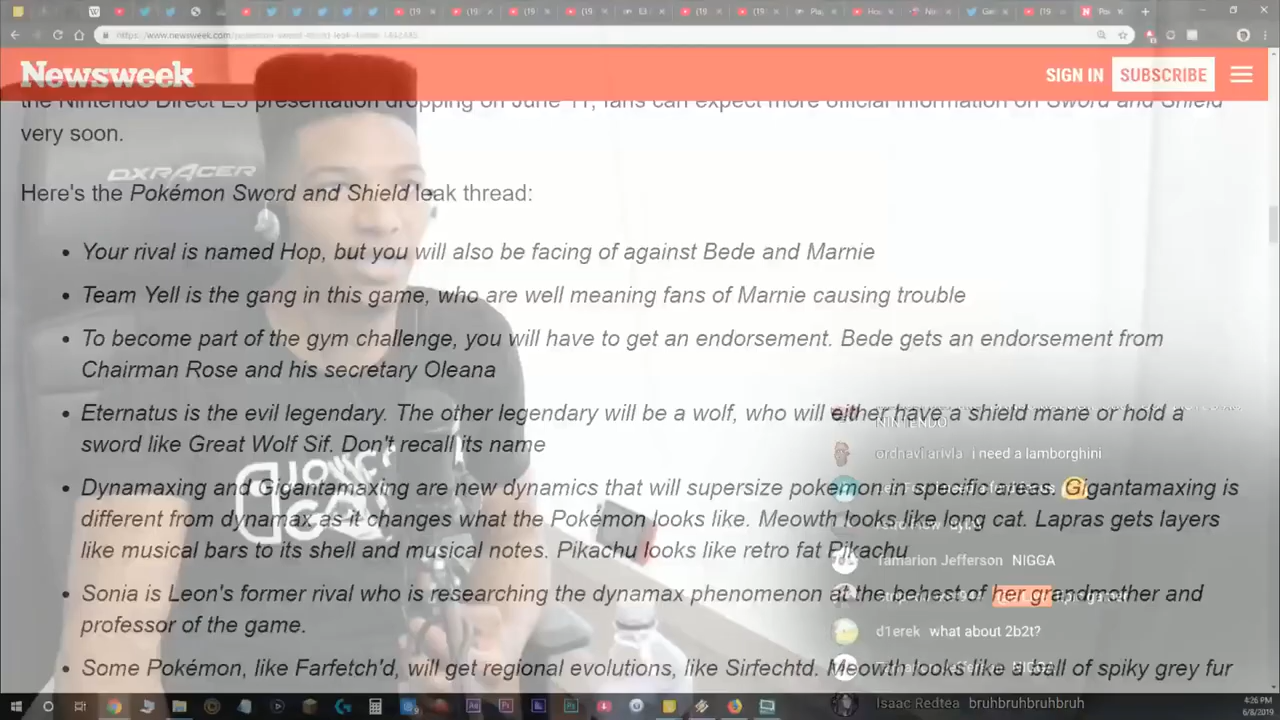 https://www.newsweek.com/
Newsweek
SIGN IN
SUBSCRIBE
the Nintendo Direct E3 presentation dropping on June 11, fans can expect more official information on Sword and Shield
very soon.
DXRACER
Here's the Pokémon Sword and Shield leak thread:
• Your rival is named Hop, but you will also be facing of against Bede and Marnie
• Team Yell is the gang in this game, who are well meaning fans of Marnie causing trouble
• To become part of the gym challenge, you will have to get an endorsement. Bede gets an endorsement from
Chairman Rose and his secretary Oleana
• Eternatus is the evil legendary. The other legendary will be a wolf, who will either have a shield mane or hold a
sword like Great Wolf Sif. Don't recall its name
• Dynamaxing and Gigantamaxing are new dynamics that will supersize pokemon in specific areas. Gigantamaxing is
different from dynamax as it changes what the Pokémon looks like. Meowth looks like long cat. Lapras gets layers
like musical bars to its shell and musical notes. Pikachu looks like retro fat Pikachu
• Sonia is Leon's former rival who is researching the dynamax phenomenon at the behest of her grandmother and
professor of the game.
• Some Pokémon, like Farfetch'd, will get regional evolutions, like Sirfechtd. Meowth looks like a ball of spiky grey fur
NINTENDO
ordnavi arivla i need a lamborghini
Tamarion Jefferson NIGGA
d1erek what about 2b2t?
NIGGA
Isaac Redtea bruhbruhbruhbruh
4:26 PM
6/8/2019